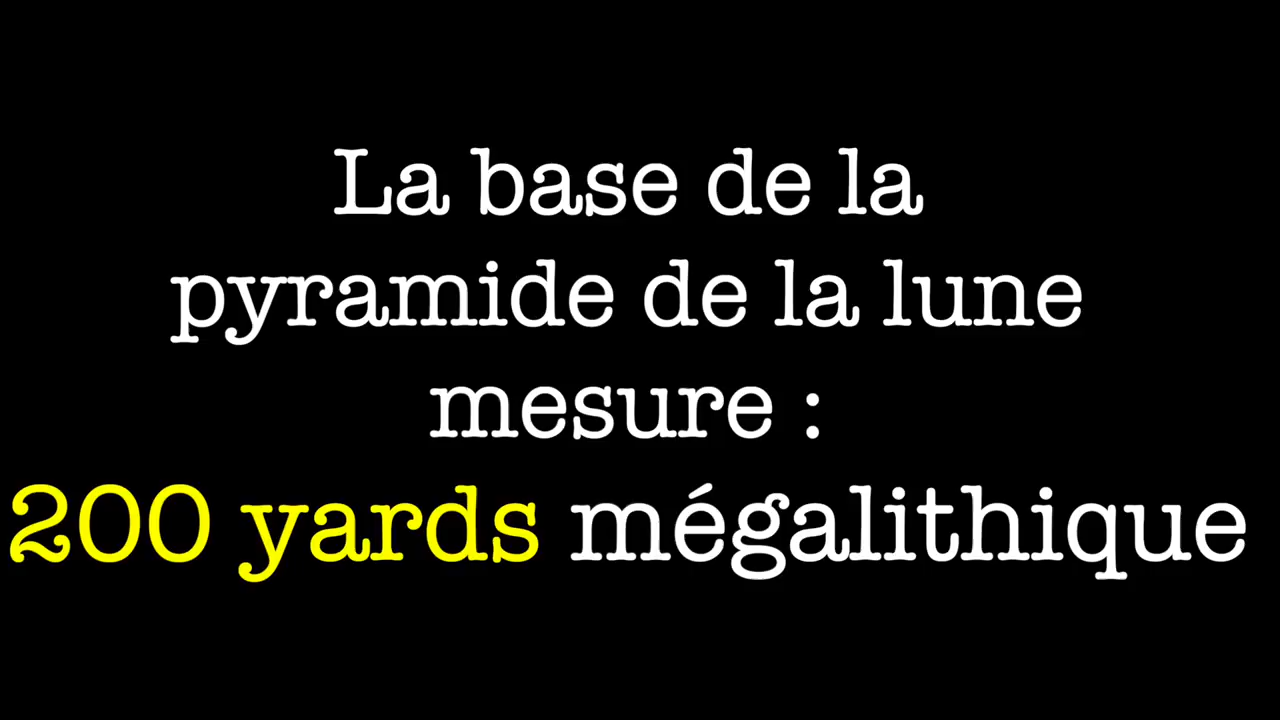 La base de la
pyramide de la lune
mesure :
200 yards mégalithique